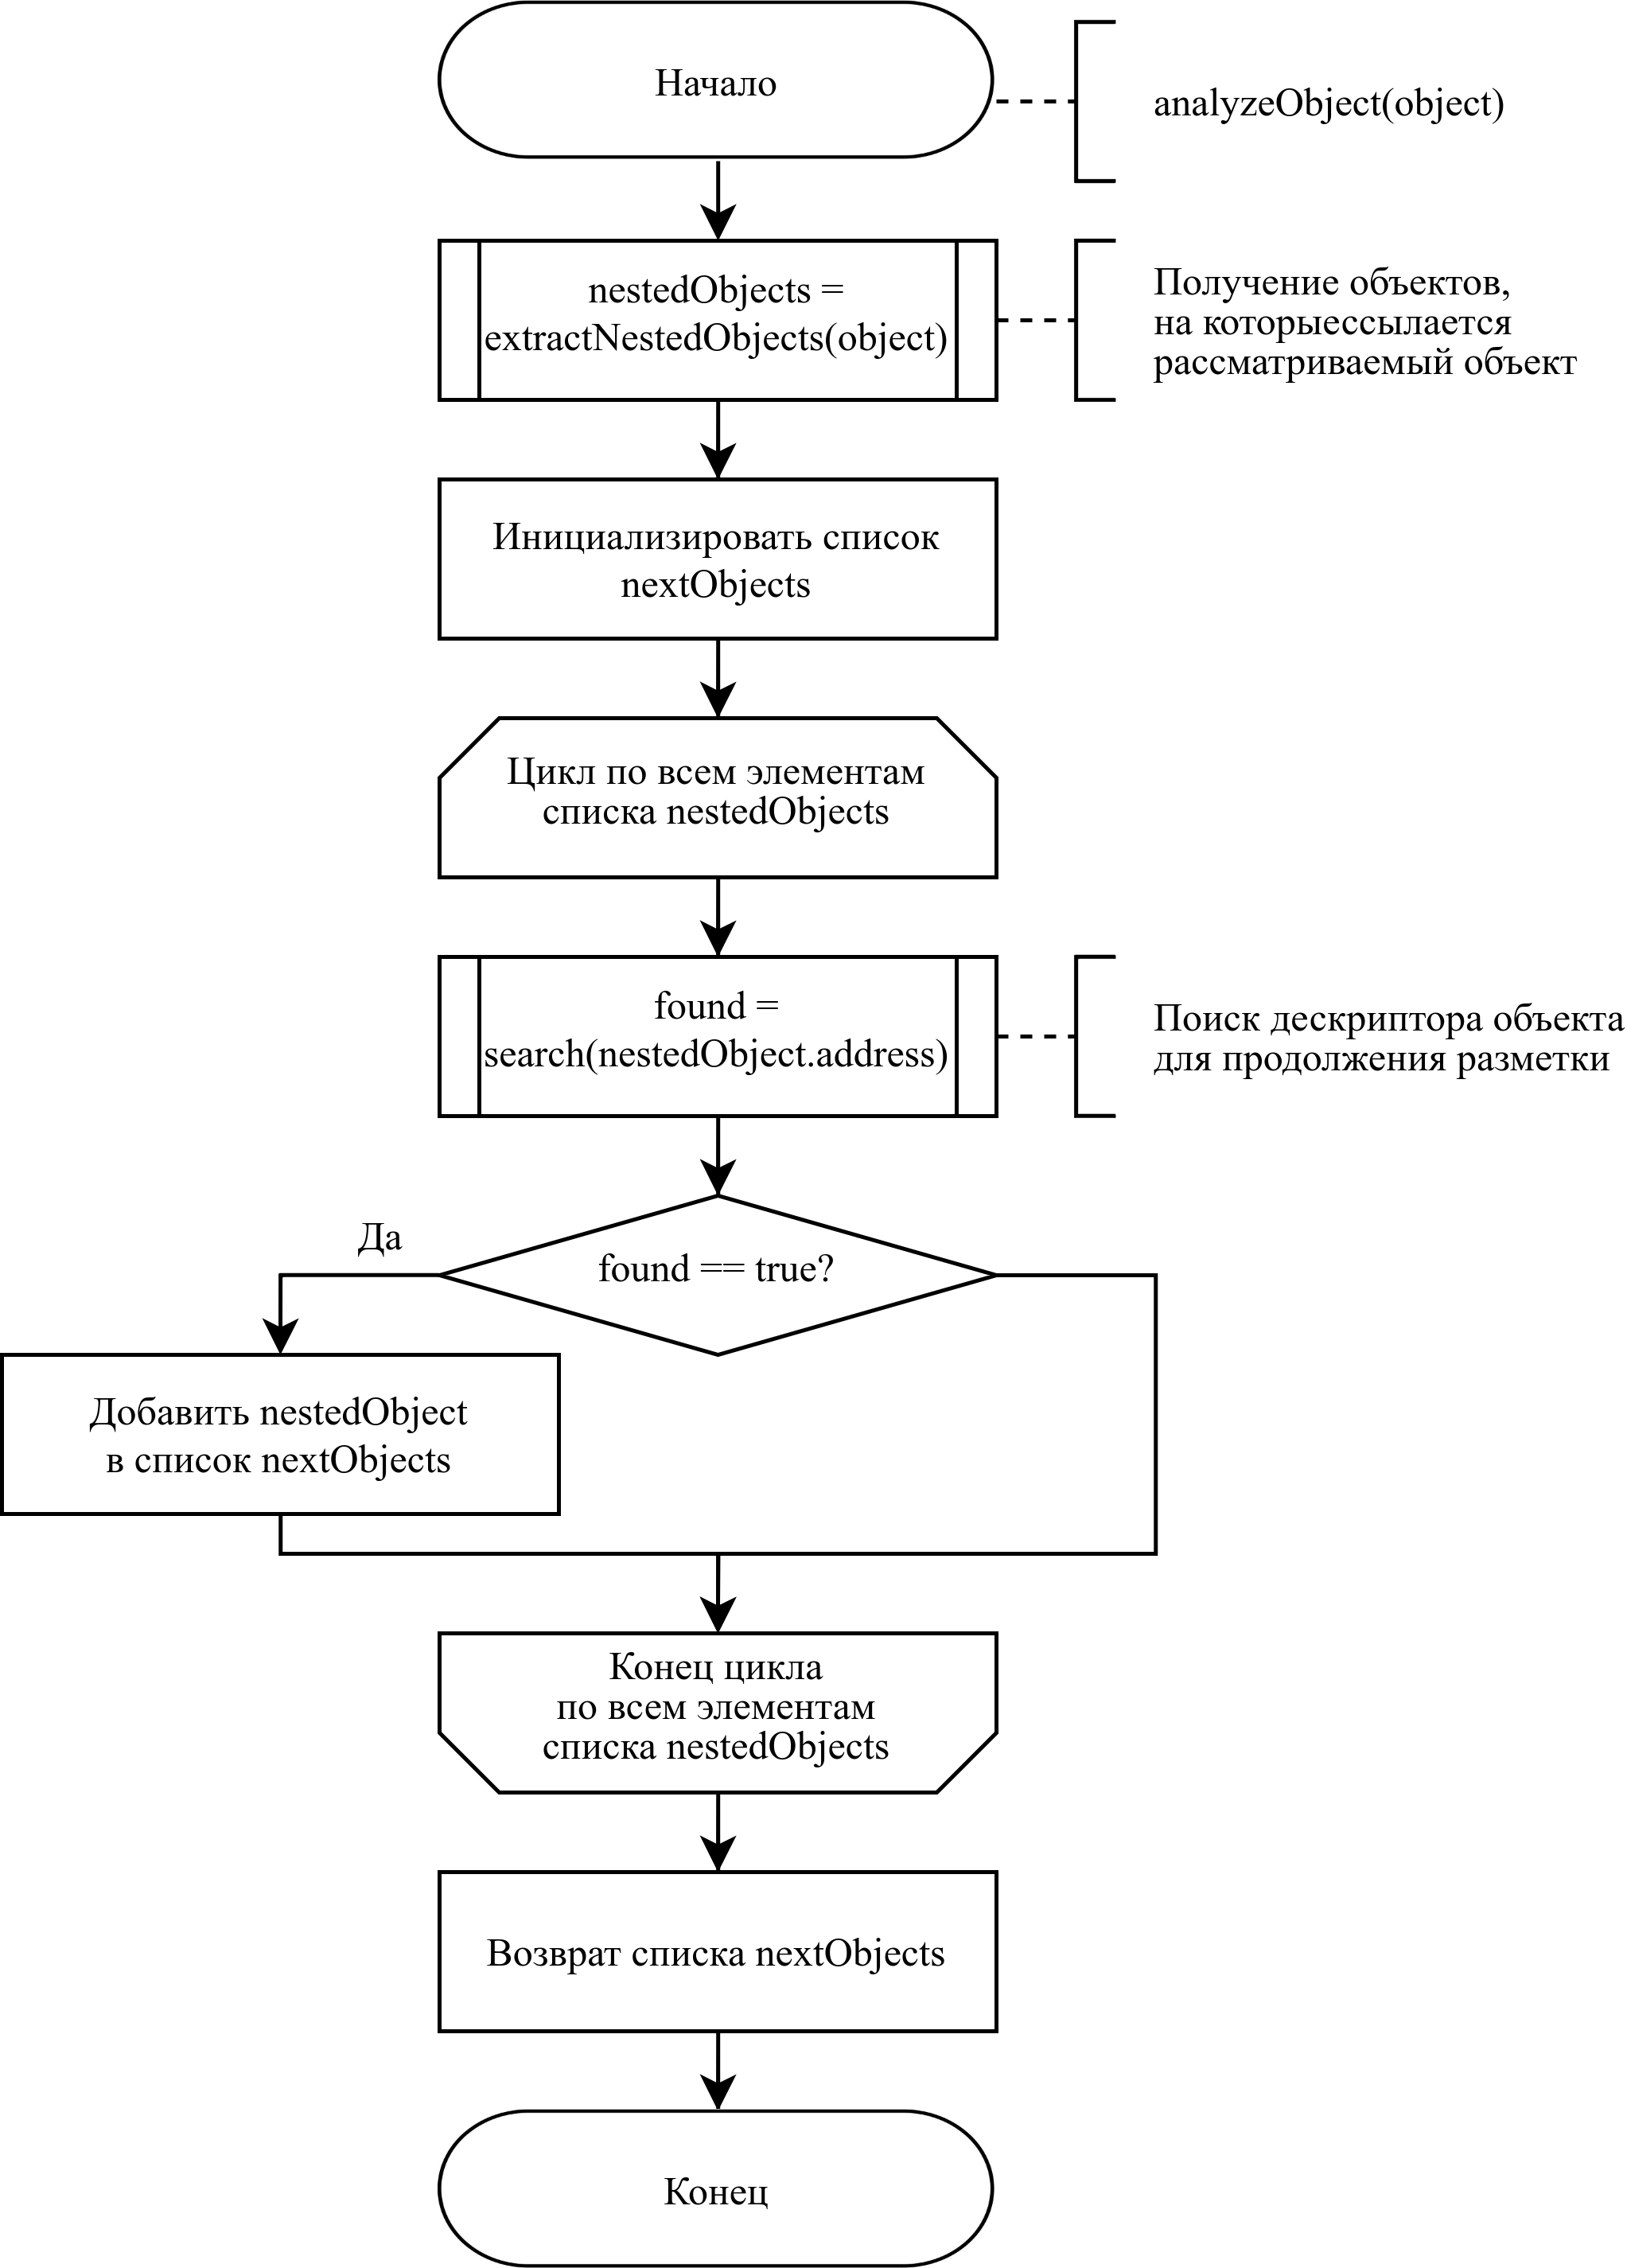 Начало
analyzeObject(object)
nestedObjects =
extractNestedObjects(object)
Получение объектов,
на которыессылается
рассматриваемый объект
Инициализировать список
nextObjects
Цикл по всем элементам
списка nestedObjects
found =
search(nestedObject.address)
Поиск дескриптора объекта
для продолжения разметки
Да
found == true?
Добавить nestedObject
в список nextObjects
Конец цикла
по всем элементам
списка nestedObjects
Возврат списка nextObjects
Конец